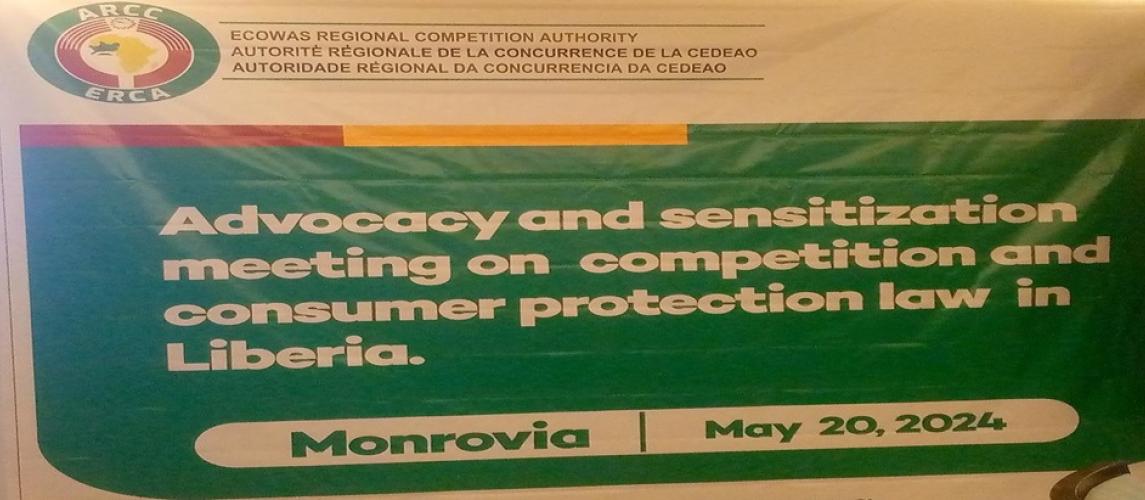 ARCC
ERCA
ECOWAS REGIONAL COMPETITION AUTHORITY
AUTORITÉ RÉGIONALE DE LA CONCURRENCE DE LA CEDEAO
AUTORIDADE RÉGIONAL DA CONCURRENCIA DA CEDEAO
Advocacy and sensitization
meeting on competition and
consumer protection law in
Liberia.
Monrovia | May 20, 2024